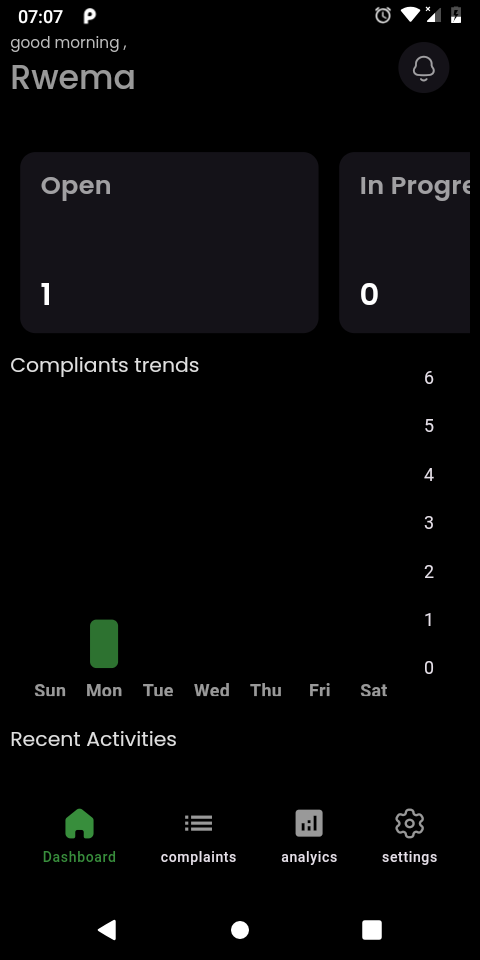 07:07
good morning ,
Rwema
Open
In Progre
1
0
Compliants trends
6
5
4
3
2
1
0
Sun Mon Tue Wed Thu Fri Sat
Recent Activities
Dashboard complaints analyics settings